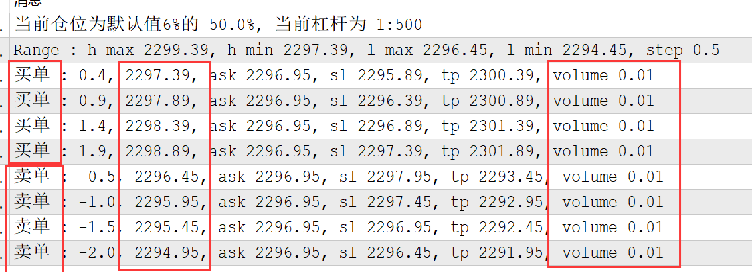 当前仓位为默认值6%的 50.0%, 当前杠杆为 1:500
Range : h max 2299.39, h min 2297.39, l max 2296.45, l min 2294.45, step 0.5
买单 : 0.4, 2297.39, ask 2296.95, sl 2295.89, tp 2300.39, volume 0.01
买单 : 0.9, 2297.89, ask 2296.95, sl 2296.39, tp 2300.89, volume 0.01
买单 : 1.4, 2298.39, ask 2296.95, sl 2296.89, tp 2301.39, volume 0.01
买单 : 1.9, 2298.89, ask 2296.95, sl 2297.39, tp 2301.89, volume 0.01
卖单 : 0.5, 2296.45, ask 2296.95, sl 2297.95, tp 2293.45, volume 0.01
卖单 : -1.0, 2295.95, ask 2296.95, sl 2297.45, tp 2292.95, volume 0.01
卖单 : -1.5, 2295.45, ask 2296.95, sl 2296.95, tp 2292.45, volume 0.01
卖单 : -2.0, 2294.95, ask 2296.95, sl 2296.45, tp 2291.95, volume 0.01